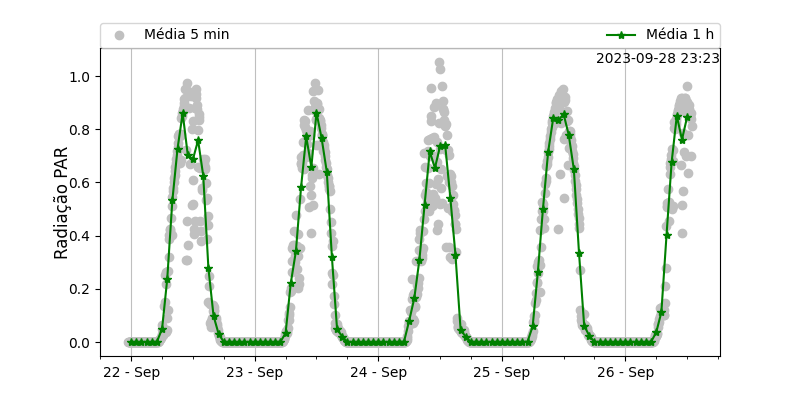 Média 5 min
Média 1 h
2023-09-28 23:23
Radiação PAR
1.0
0.8
0.6
0.4
0.2
0.0
22 - Sep
23 - Sep
24 - Sep
25 - Sep
26 - Sep